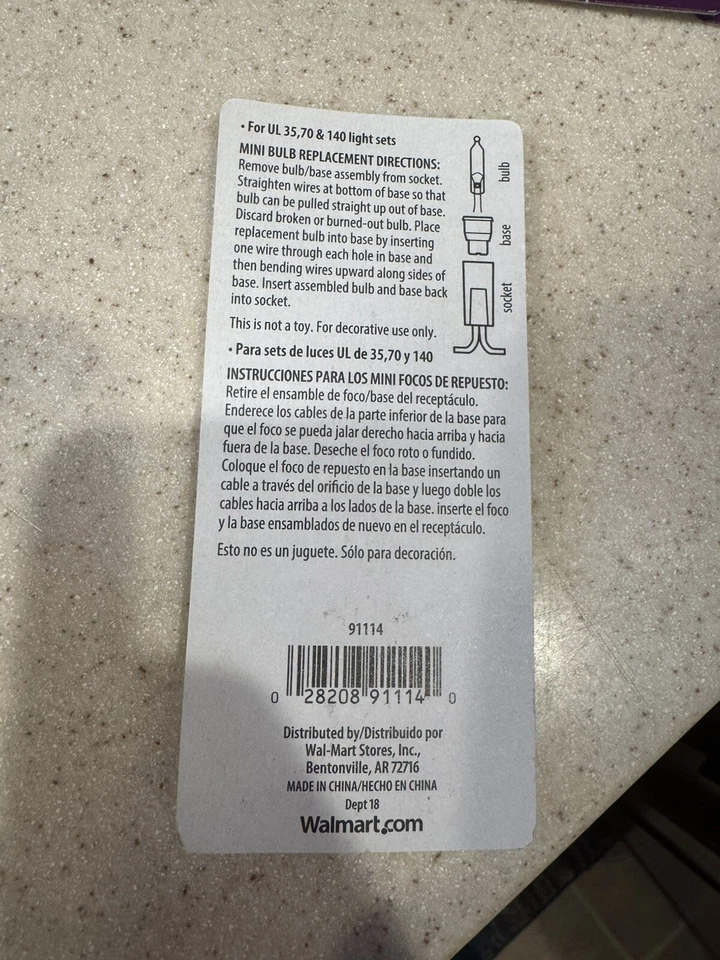 • For UL 35,70 & 140 light sets
MINI BULB REPLACEMENT DIRECTIONS:
Remove bulb/base assembly from socket.
Straighten wires at bottom of base so that
bulb can be pulled straight up out of base.
Discard broken or burned-out bulb. Place
replacement bulb into base by inserting
one wire through each hole in base and
then bending wires upward along sides of
base. Insert assembled bulb and base back
into socket.
This is not a toy. For decorative use only.
bulb
base
socket
• Para sets de luces UL de 35,70 y 140
INSTRUCCIONES PARA LOS MINI FOCOS DE REPUESTO:
Retire el ensamble de foco/base del receptáculo.
Enderece los cables de la parte inferior de la base para
que el foco se pueda jalar derecho hacia arriba y hacia
fuera de la base. Deseche el foco roto o fundido.
Coloque el foco de repuesto en la base insertando un
cable a través del orificio de la base y luego doble los
cables hacia arriba a los lados de la base. inserte el foco
y la base ensamblados de nuevo en el receptáculo.
Esto no es un juguete. Sólo para decoración.
91114
0 28208 91114 0
Distributed by/Distribuido por
Wal-Mart Stores, Inc.,
Bentonville, AR 72716
MADE IN CHINA/HECHO EN CHINA
Dept 18
Walmart.com